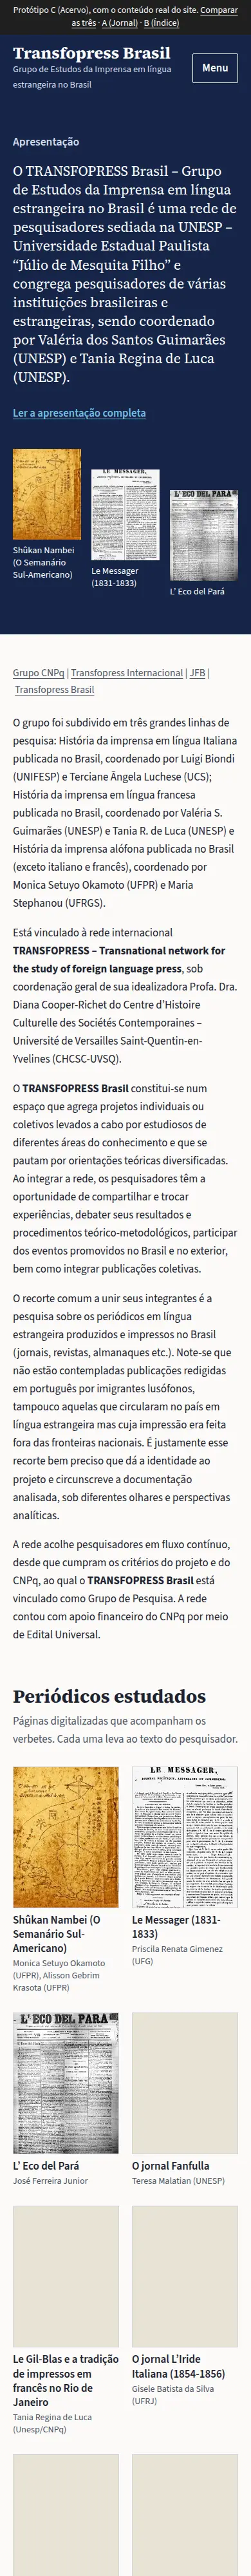 Protótipo C (Acervo), com o conteúdo real do site. Comparar
as três · A (Jornal) · B (Índice)
Transfopress Brasil
Grupo de Estudos da Imprensa em língua
estrangeira no Brasil
Menu
Apresentação
O TRANSFOPRESS Brasil – Grupo
de Estudos da Imprensa em língua
estrangeira no Brasil é uma rede de
pesquisadores sediada na UNESP –
Universidade Estadual Paulista
“Júlio de Mesquita Filho” e
congrega pesquisadores de várias
instituições brasileiras e
estrangeiras, sendo coordenado
por Valéria dos Santos Guimarães
(UNESP) e Tania Regina de Luca
(UNESP).
Ler a apresentação completa
LE MESSAGER,
L'ECO DEL PARÁ
Shûkan Nambei
(O Semanário
Sul-Americano)
Le Messager
(1831-1833)
L’ Eco del Pará
Grupo CNPq | Transfopress Internacional | JFB |
Transfopress Brasil
O grupo foi subdivido em três grandes linhas de
pesquisa: História da imprensa em língua Italiana
publicada no Brasil, coordenado por Luigi Biondi
(UNIFESP) e Terciane Ângela Luchese (UCS);
História da imprensa em língua francesa
publicada no Brasil, coordenado por Valéria S.
Guimarães (UNESP) e Tania R. de Luca (UNESP) e
História da imprensa alófona publicada no Brasil
(exceto italiano e francês), coordenado por
Monica Setuyo Okamoto (UFPR) e Maria
Stephanou (UFRGS).
Está vinculado à rede internacional
TRANSFOPRESS – Transnational network for
the study of foreign language press, sob
coordenação geral de sua idealizadora Profa. Dra.
Diana Cooper-Richet do Centre d’Histoire
Culturelle des Sociétés Contemporaines –
Université de Versailles Saint-Quentin-en-
Yvelines (CHCSC-UVSQ).
O TRANSFOPRESS Brasil constitui-se num
espaço que agrega projetos individuais ou
coletivos levados a cabo por estudiosos de
diferentes áreas do conhecimento e que se
pautam por orientações teóricas diversificadas.
Ao integrar a rede, os pesquisadores têm a
oportunidade de compartilhar e trocar
experiências, debater seus resultados e
procedimentos teórico-metodológicos, participar
dos eventos promovidos no Brasil e no exterior,
bem como integrar publicações coletivas.
O recorte comum a unir seus integrantes é a
pesquisa sobre os periódicos em língua
estrangeira produzidos e impressos no Brasil
(jornais, revistas, almanaques etc.). Note-se que
não estão contempladas publicações redigidas
em português por imigrantes lusófonos,
tampouco aquelas que circularam no país em
língua estrangeira mas cuja impressão era feita
fora das fronteiras nacionais. É justamente esse
recorte bem preciso que dá a identidade ao
projeto e circunscreve a documentação
analisada, sob diferentes olhares e perspectivas
analíticas.
A rede acolhe pesquisadores em fluxo contínuo,
desde que cumpram os critérios do projeto e do
CNPq, ao qual o TRANSFOPRESS Brasil está
vinculado como Grupo de Pesquisa. A rede
contou com apoio financeiro do CNPq por meio
de Edital Universal.
Periódicos estudados
Páginas digitalizadas que acompanham os
verbetes. Cada uma leva ao texto do pesquisador.
LE MESSAGER,
Shûkan Nambei (O
Semanário Sul-
Americano)
Monica Setuyo Okamoto
(UFPR), Alisson Gebrim
Krasota (UFPR)
Le Messager (1831-
1833)
Priscila Renata Gimenez
(UFG)
L'ECO DEL PARÁ
L’ Eco del Pará
José Ferreira Junior
O jornal Fanfulla
Teresa Malatian (UNESP)
Le Gil-Blas e a tradição
de impressos em
francês no Rio de
Janeiro
Tania Regina de Luca
(Unesp/CNPq)
O jornal L’Iride
Italiana (1854-1856)
Gisele Batista da Silva
(UFRJ)